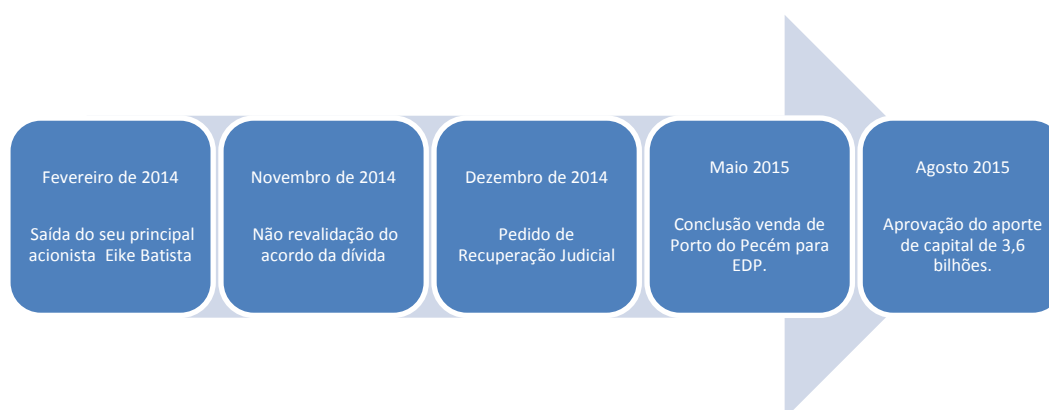 Fevereiro de 2014
Saída do seu principal
acionista Eike Batista
Novembro de 2014
Não revalidação do
acordo da dívida
Dezembro de 2014
Pedido de
Recuperação Judicial
Maio 2015
Conclusão venda de
Porto do Pecém para
EDP.
Agosto 2015
Aprovação do aporte
de capital de 3,6
bilhões.